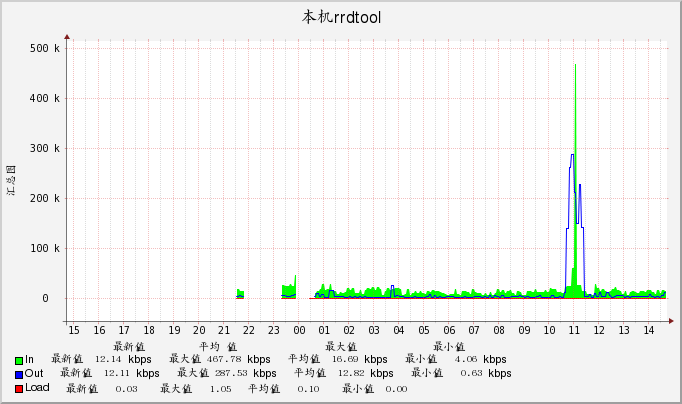 本机rrdtool
500 k
400 k
300 k
200 k
100 k
0
汇总图
15 16 17 18 19 20 21 22 23 00 01 02 03 04 05 06 07 08 09 10 11 12 13 14
最新值 平均 值 最大值 最小值
In 最新值 12.14 kbps 最大值 467.78 kbps 平均值 16.69 kbps 最小值 4.06 kbps
Out 最新值 12.11 kbps 最大值 287.53 kbps 平均值 12.82 kbps 最小值 0.63 kbps
Load 最新值 0.03 最大值 1.05 平均值 0.10 最小值 0.00